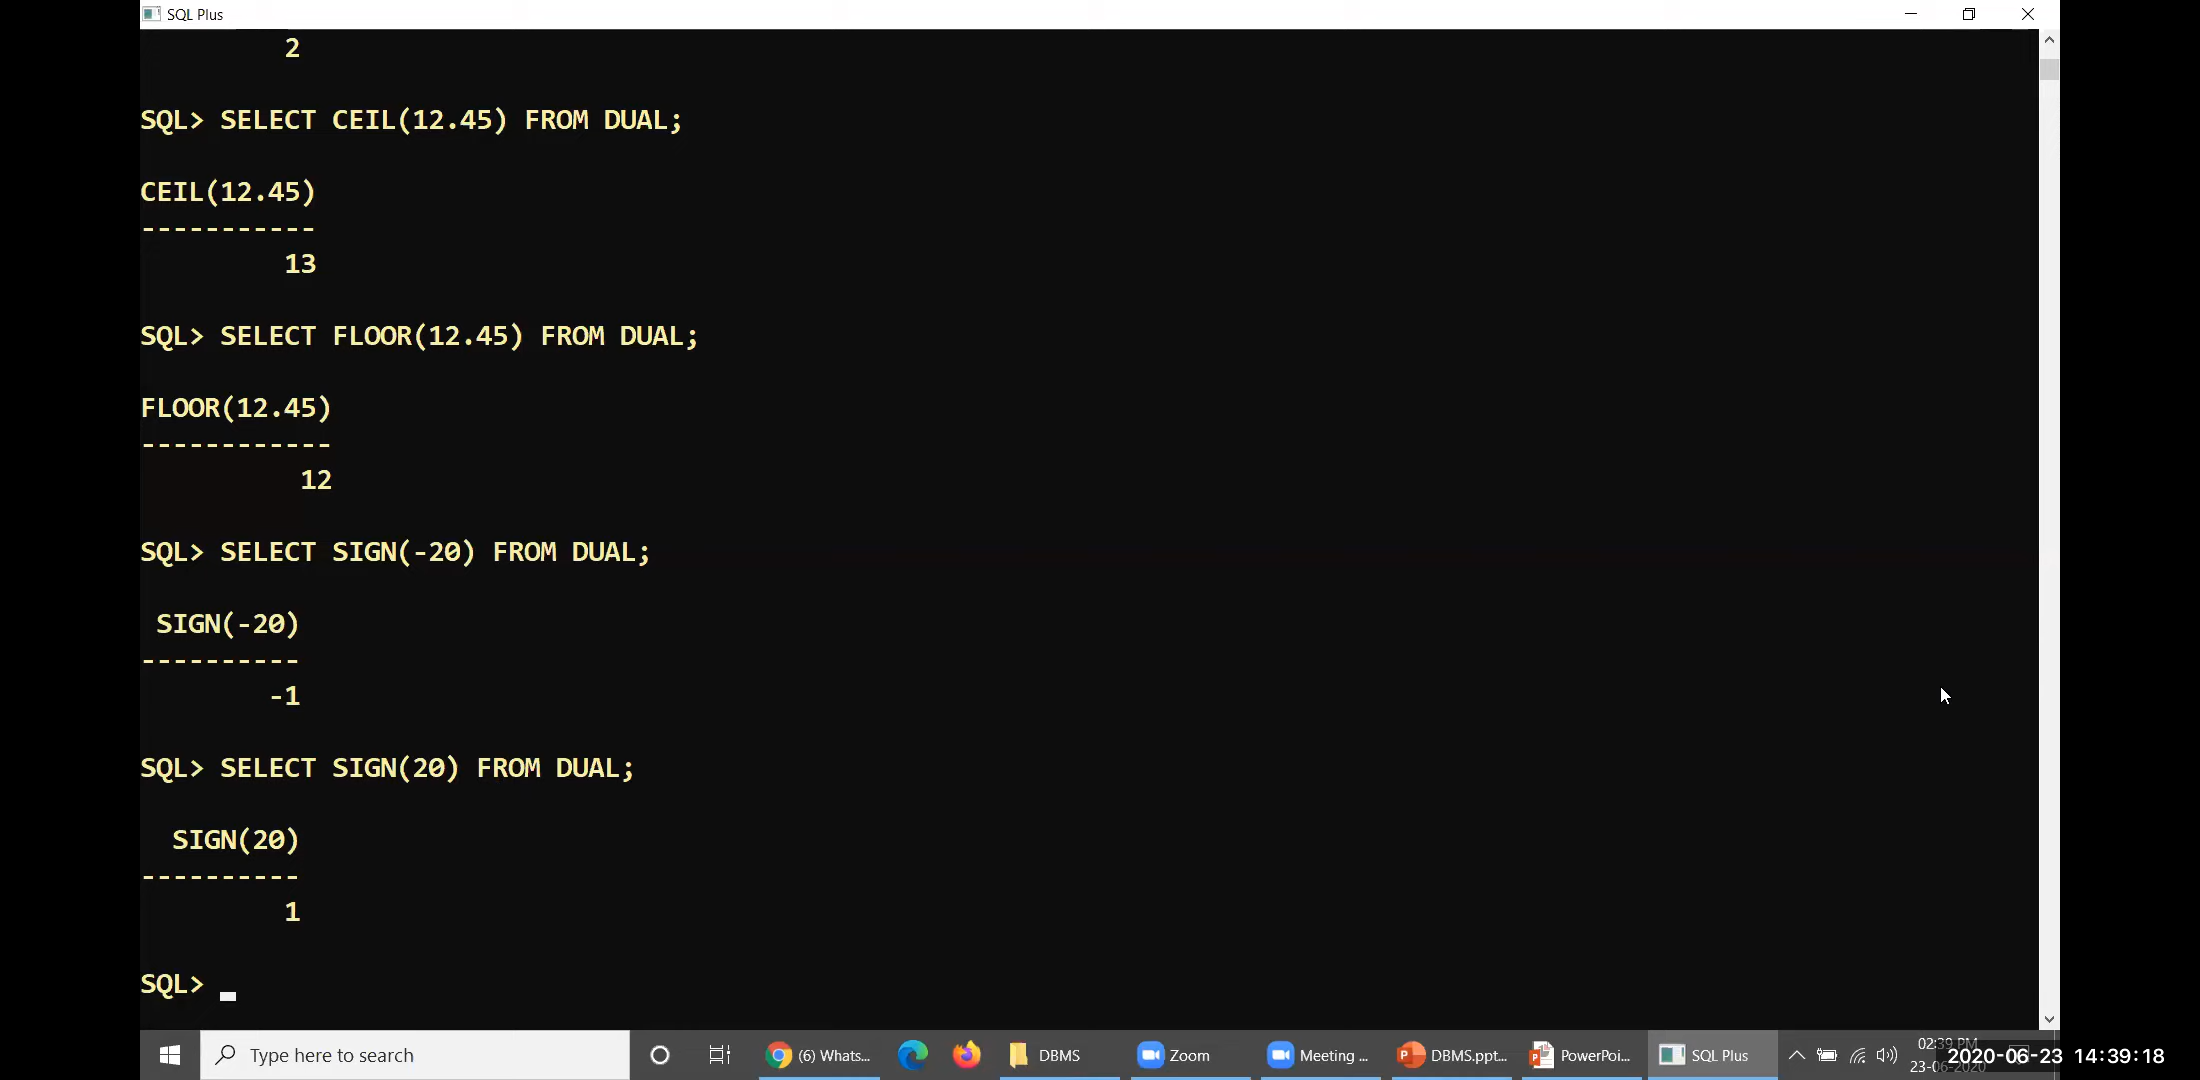 SQL Plus
2
SQL> SELECT CEIL(12.45) FROM DUAL;
CEIL(12.45)
-----------
13
SQL> SELECT FLOOR(12.45) FROM DUAL;
FLOOR(12.45)
------------
12
SQL> SELECT SIGN(-20) FROM DUAL;
SIGN(-20)
----------
-1
SQL> SELECT SIGN(20) FROM DUAL;
SIGN(20)
----------
1
SQL>
Type here to search
(6) Whats...
DBMS
Zoom
Meeting ...
DBMS.ppt...
PowerPoi...
SQL Plus
02:39 PM
23-06-2020
2020-06-23 14:39:18